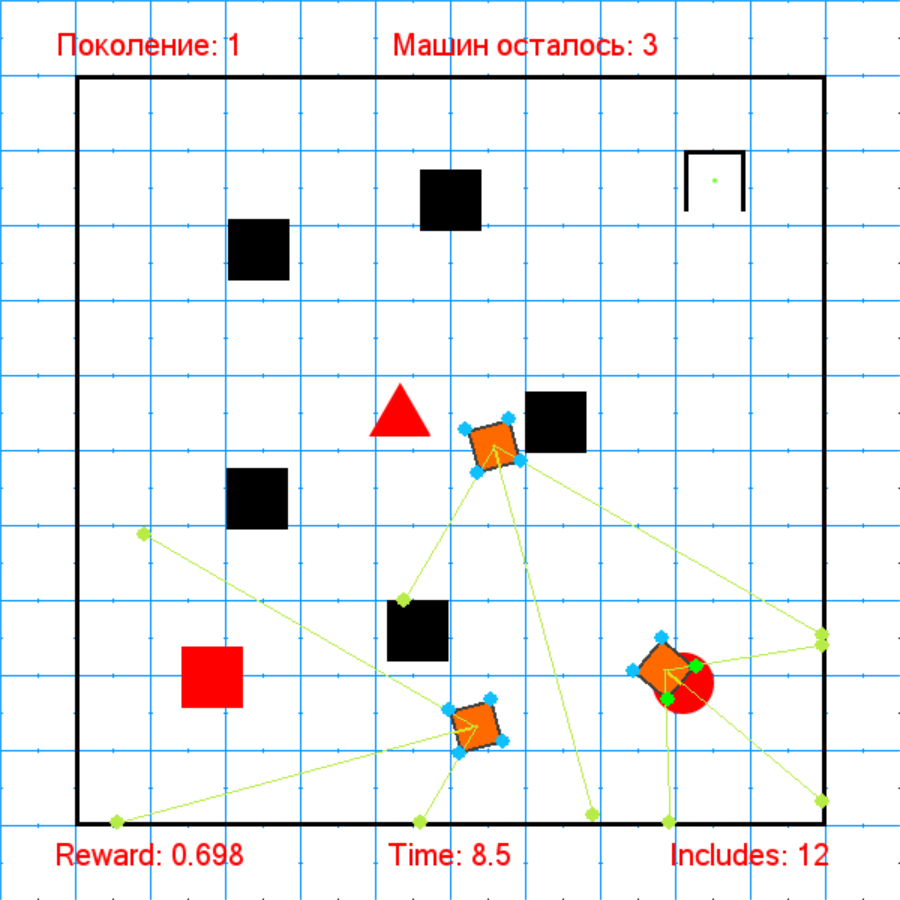 Поколение: 1 Машин осталось: 3
Reward: 0.698 Time: 8.5 Includes: 12